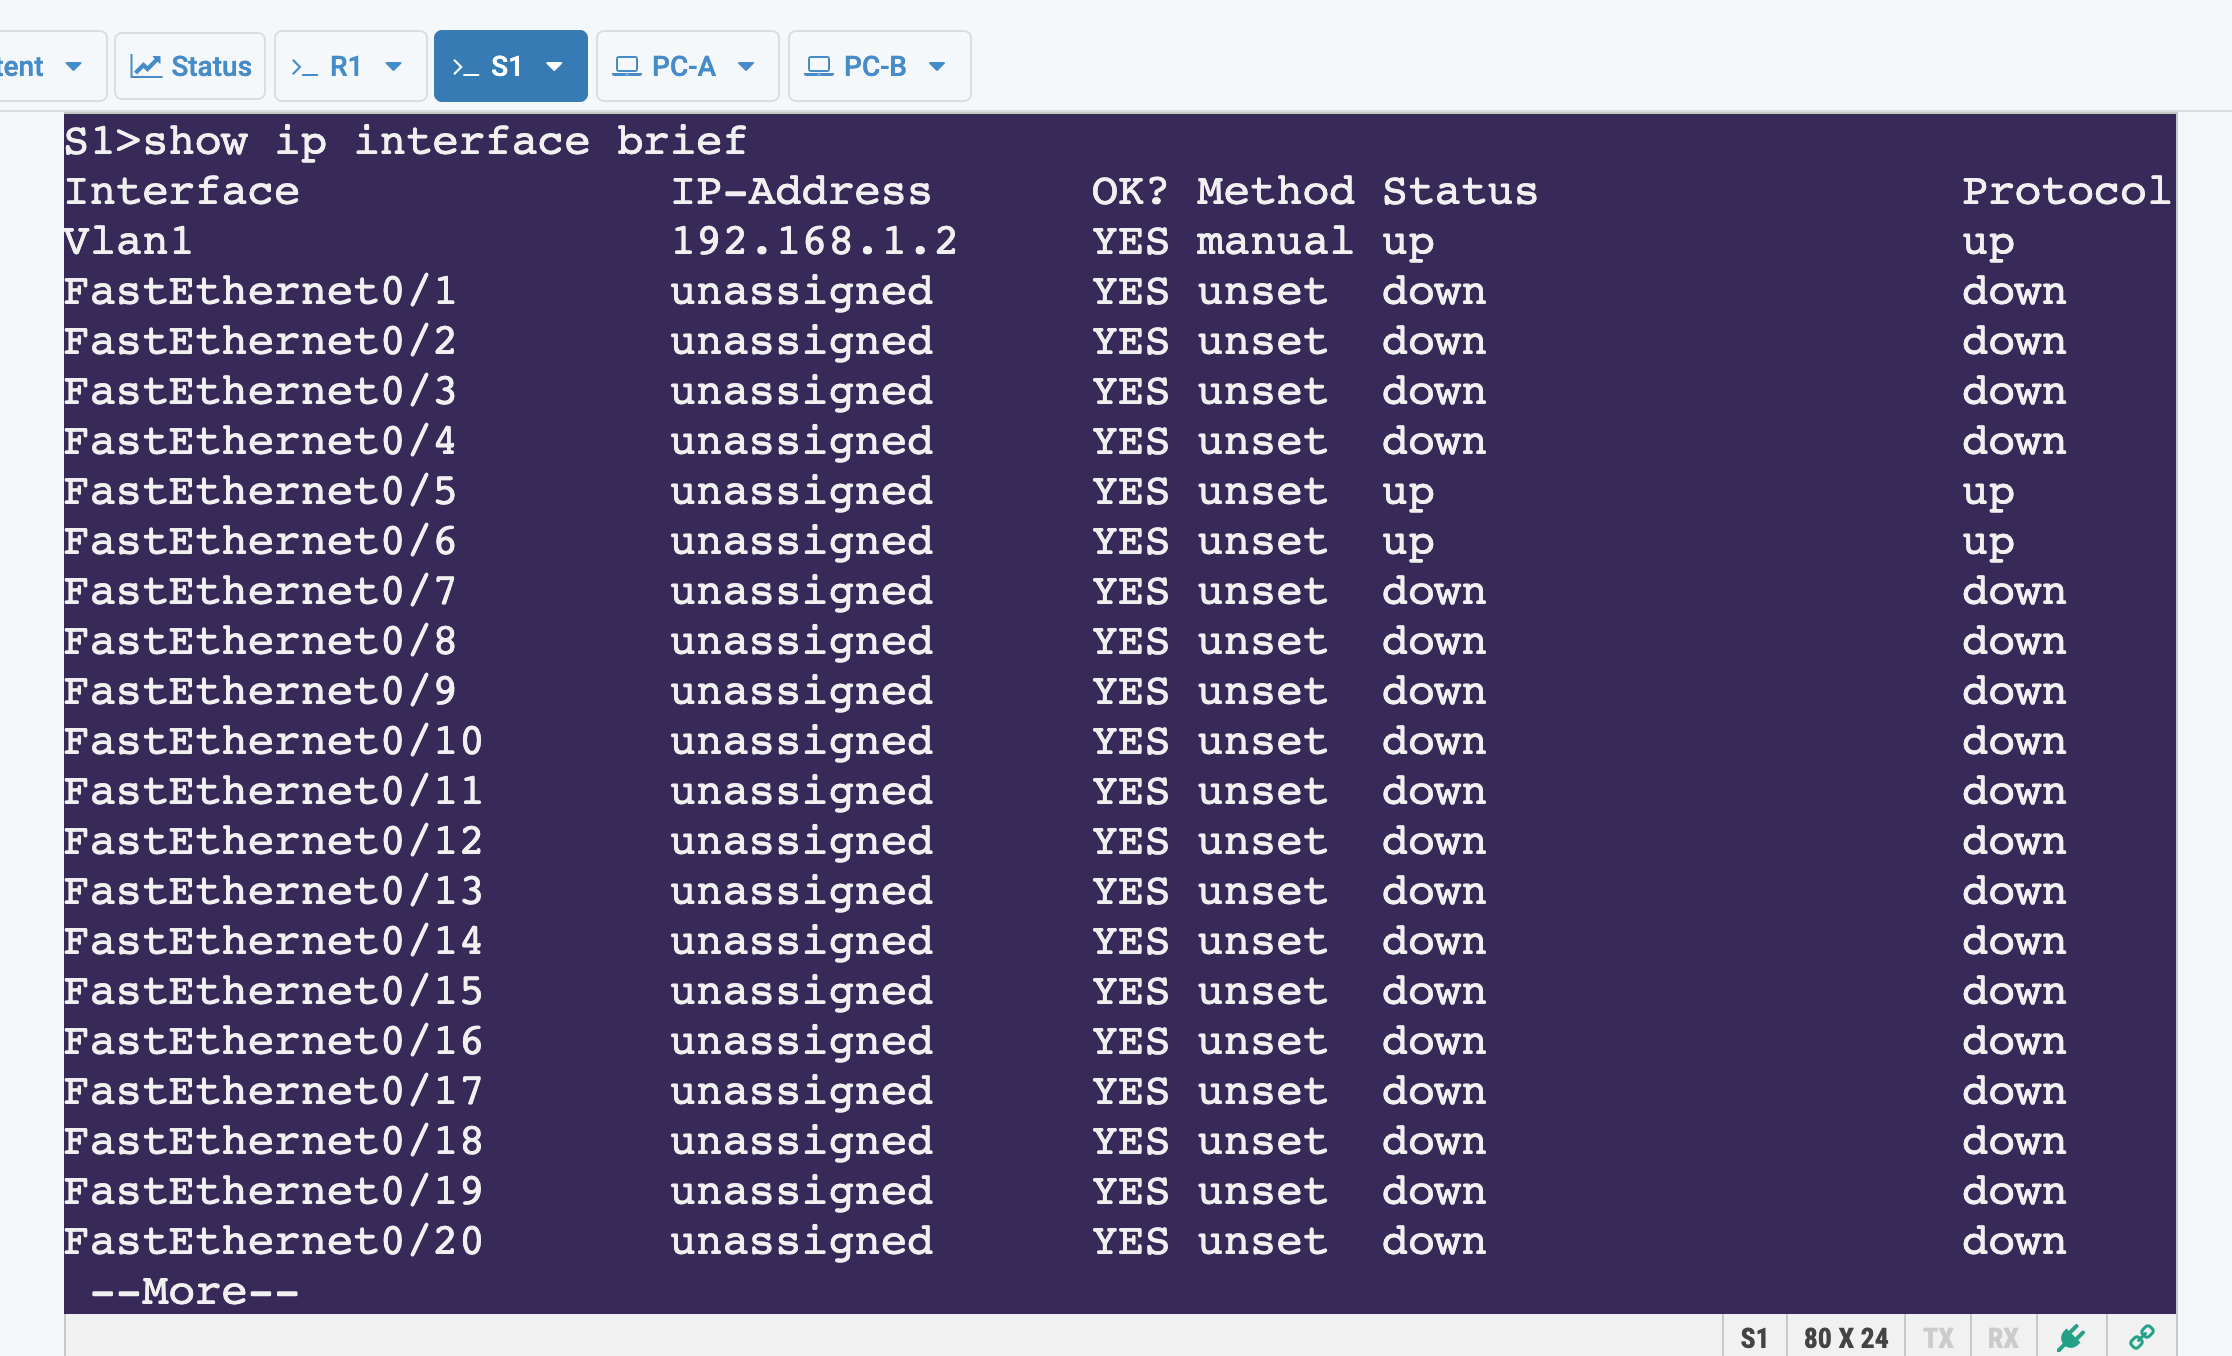 tent Status >_ R1 >_ S1 PC-A PC-B
S1>show ip interface brief
Interface              IP-Address      OK? Method Status                Protocol
Vlan1                  192.168.1.2     YES manual up                    up
FastEthernet0/1        unassigned      YES unset  down                  down
FastEthernet0/2        unassigned      YES unset  down                  down
FastEthernet0/3        unassigned      YES unset  down                  down
FastEthernet0/4        unassigned      YES unset  down                  down
FastEthernet0/5        unassigned      YES unset  up                    up
FastEthernet0/6        unassigned      YES unset  up                    up
FastEthernet0/7        unassigned      YES unset  down                  down
FastEthernet0/8        unassigned      YES unset  down                  down
FastEthernet0/9        unassigned      YES unset  down                  down
FastEthernet0/10       unassigned      YES unset  down                  down
FastEthernet0/11       unassigned      YES unset  down                  down
FastEthernet0/12       unassigned      YES unset  down                  down
FastEthernet0/13       unassigned      YES unset  down                  down
FastEthernet0/14       unassigned      YES unset  down                  down
FastEthernet0/15       unassigned      YES unset  down                  down
FastEthernet0/16       unassigned      YES unset  down                  down
FastEthernet0/17       unassigned      YES unset  down                  down
FastEthernet0/18       unassigned      YES unset  down                  down
FastEthernet0/19       unassigned      YES unset  down                  down
FastEthernet0/20       unassigned      YES unset  down                  down
 --More--
S1 80 X 24 TX RX